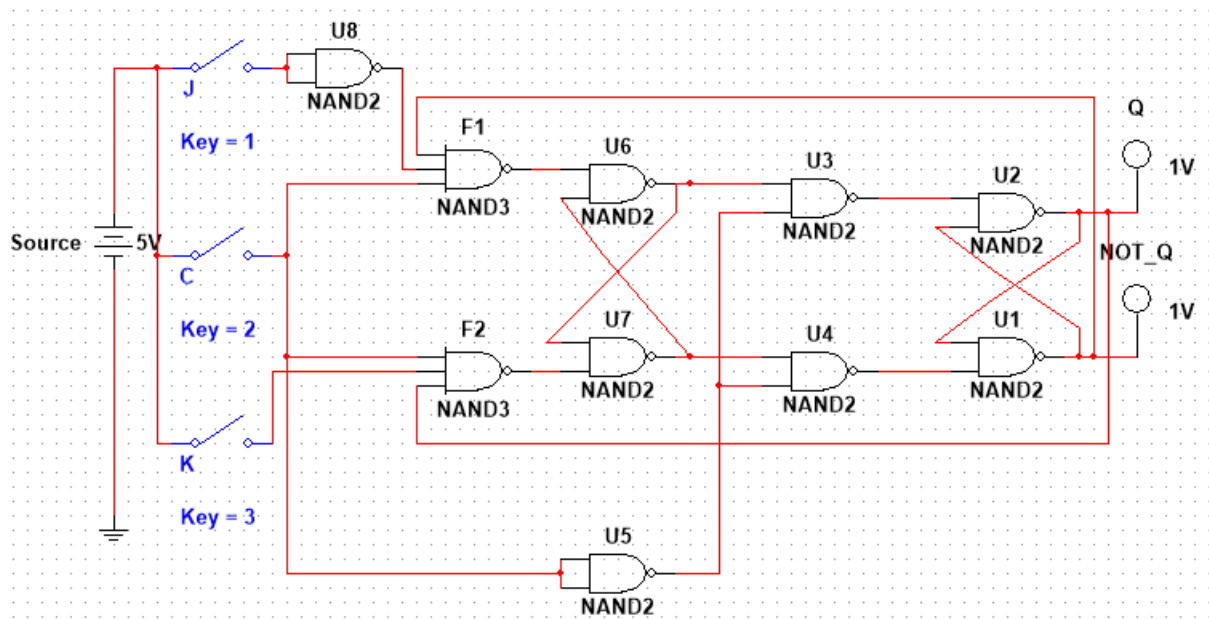 U8
J
NAND2
Key = 1
F1
NAND3
U6
NAND2
U3
NAND2
U2
NAND2
Q
1V
Source
5V
C
Key = 2
NOT_Q
1V
F2
NAND3
U7
NAND2
U4
NAND2
U1
NAND2
K
Key = 3
U5
NAND2